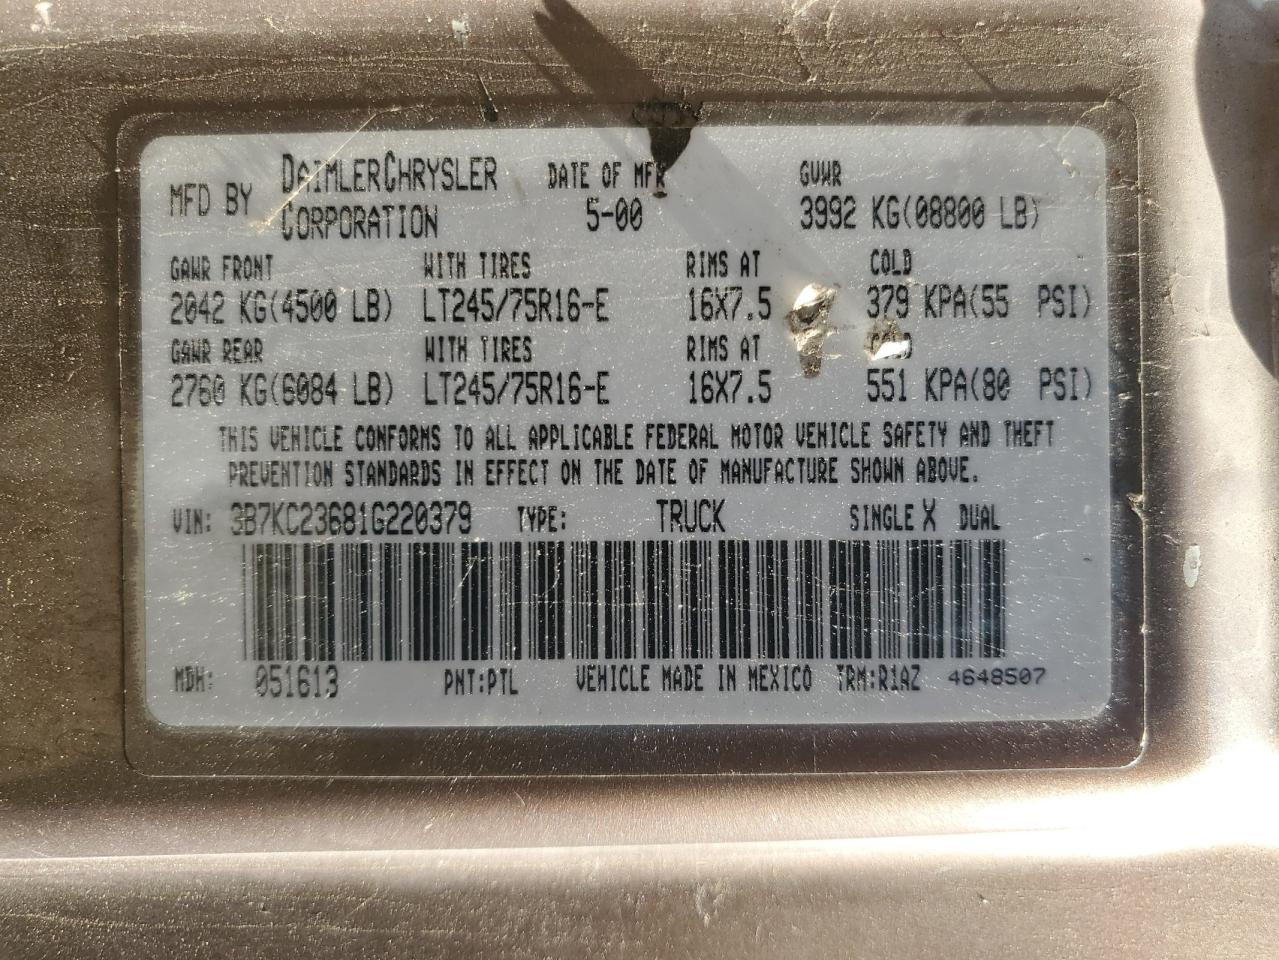 MFD BY DAIMLERCHRYSLER CORPORATION
DATE OF MFR 5-00
GVWR 3992 KG(08800 LB)
GAWR FRONT WITH TIRES RIMS AT COLD
2042 KG(4500 LB) LT245/75R16-E 16X7.5 379 KPA(55 PSI)
GAWR REAR WITH TIRES RIMS AT COLD
2760 KG(6084 LB) LT245/75R16-E 16X7.5 551 KPA(80 PSI)
THIS VEHICLE CONFORMS TO ALL APPLICABLE FEDERAL MOTOR VEHICLE SAFETY AND THEFT
PREVENTION STANDARDS IN EFFECT ON THE DATE OF MANUFACTURE SHOWN ABOVE.
VIN: 3B7KC23681G220379 TYPE: TRUCK SINGLE X DUAL
MDH: 051613 PNT:PTL VEHICLE MADE IN MEXICO TRM:R1AZ 4648507